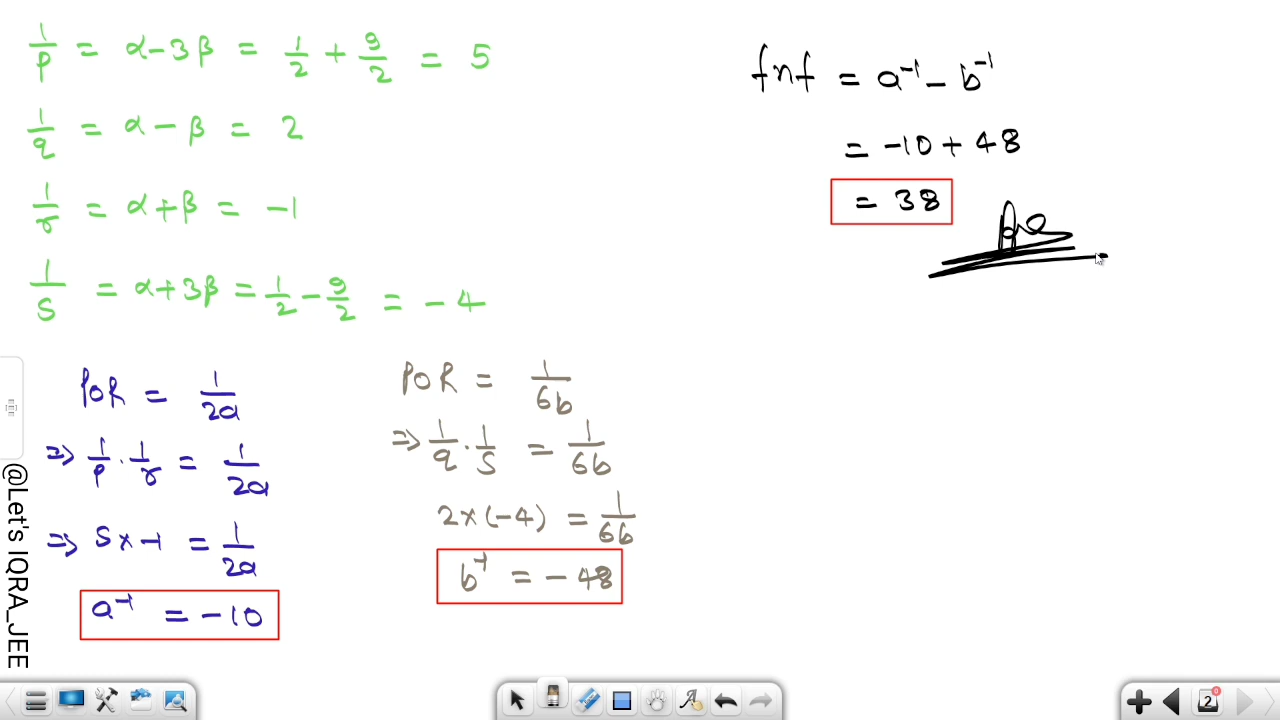 1/p = α - 3β = 1/2 + 9/2 = 5
1/q = α - β = 2
1/r = α + β = -1
1/s = α + 3β = 1/2 - 9/2 = -4
POR = 1/2a
⇒ 1/p · 1/r = 1/2a
⇒ 5 × -1 = 1/2a
a⁻¹ = -10
POR = 1/6b
⇒ 1/q · 1/s = 1/6b
2 × (-4) = 1/6b
b⁻¹ = -48
fnf = a⁻¹ - b⁻¹
= -10 + 48
= 38
@Let's IQRA_JEE
2